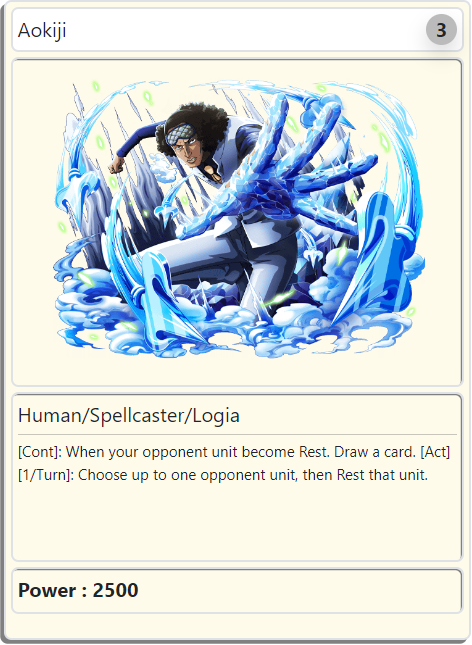 Aokiji
3
Human/Spellcaster/Logia
[Cont]: When your opponent unit become Rest. Draw a card. [Act]
[1/Turn]: Choose up to one opponent unit, then Rest that unit.
Power : 2500